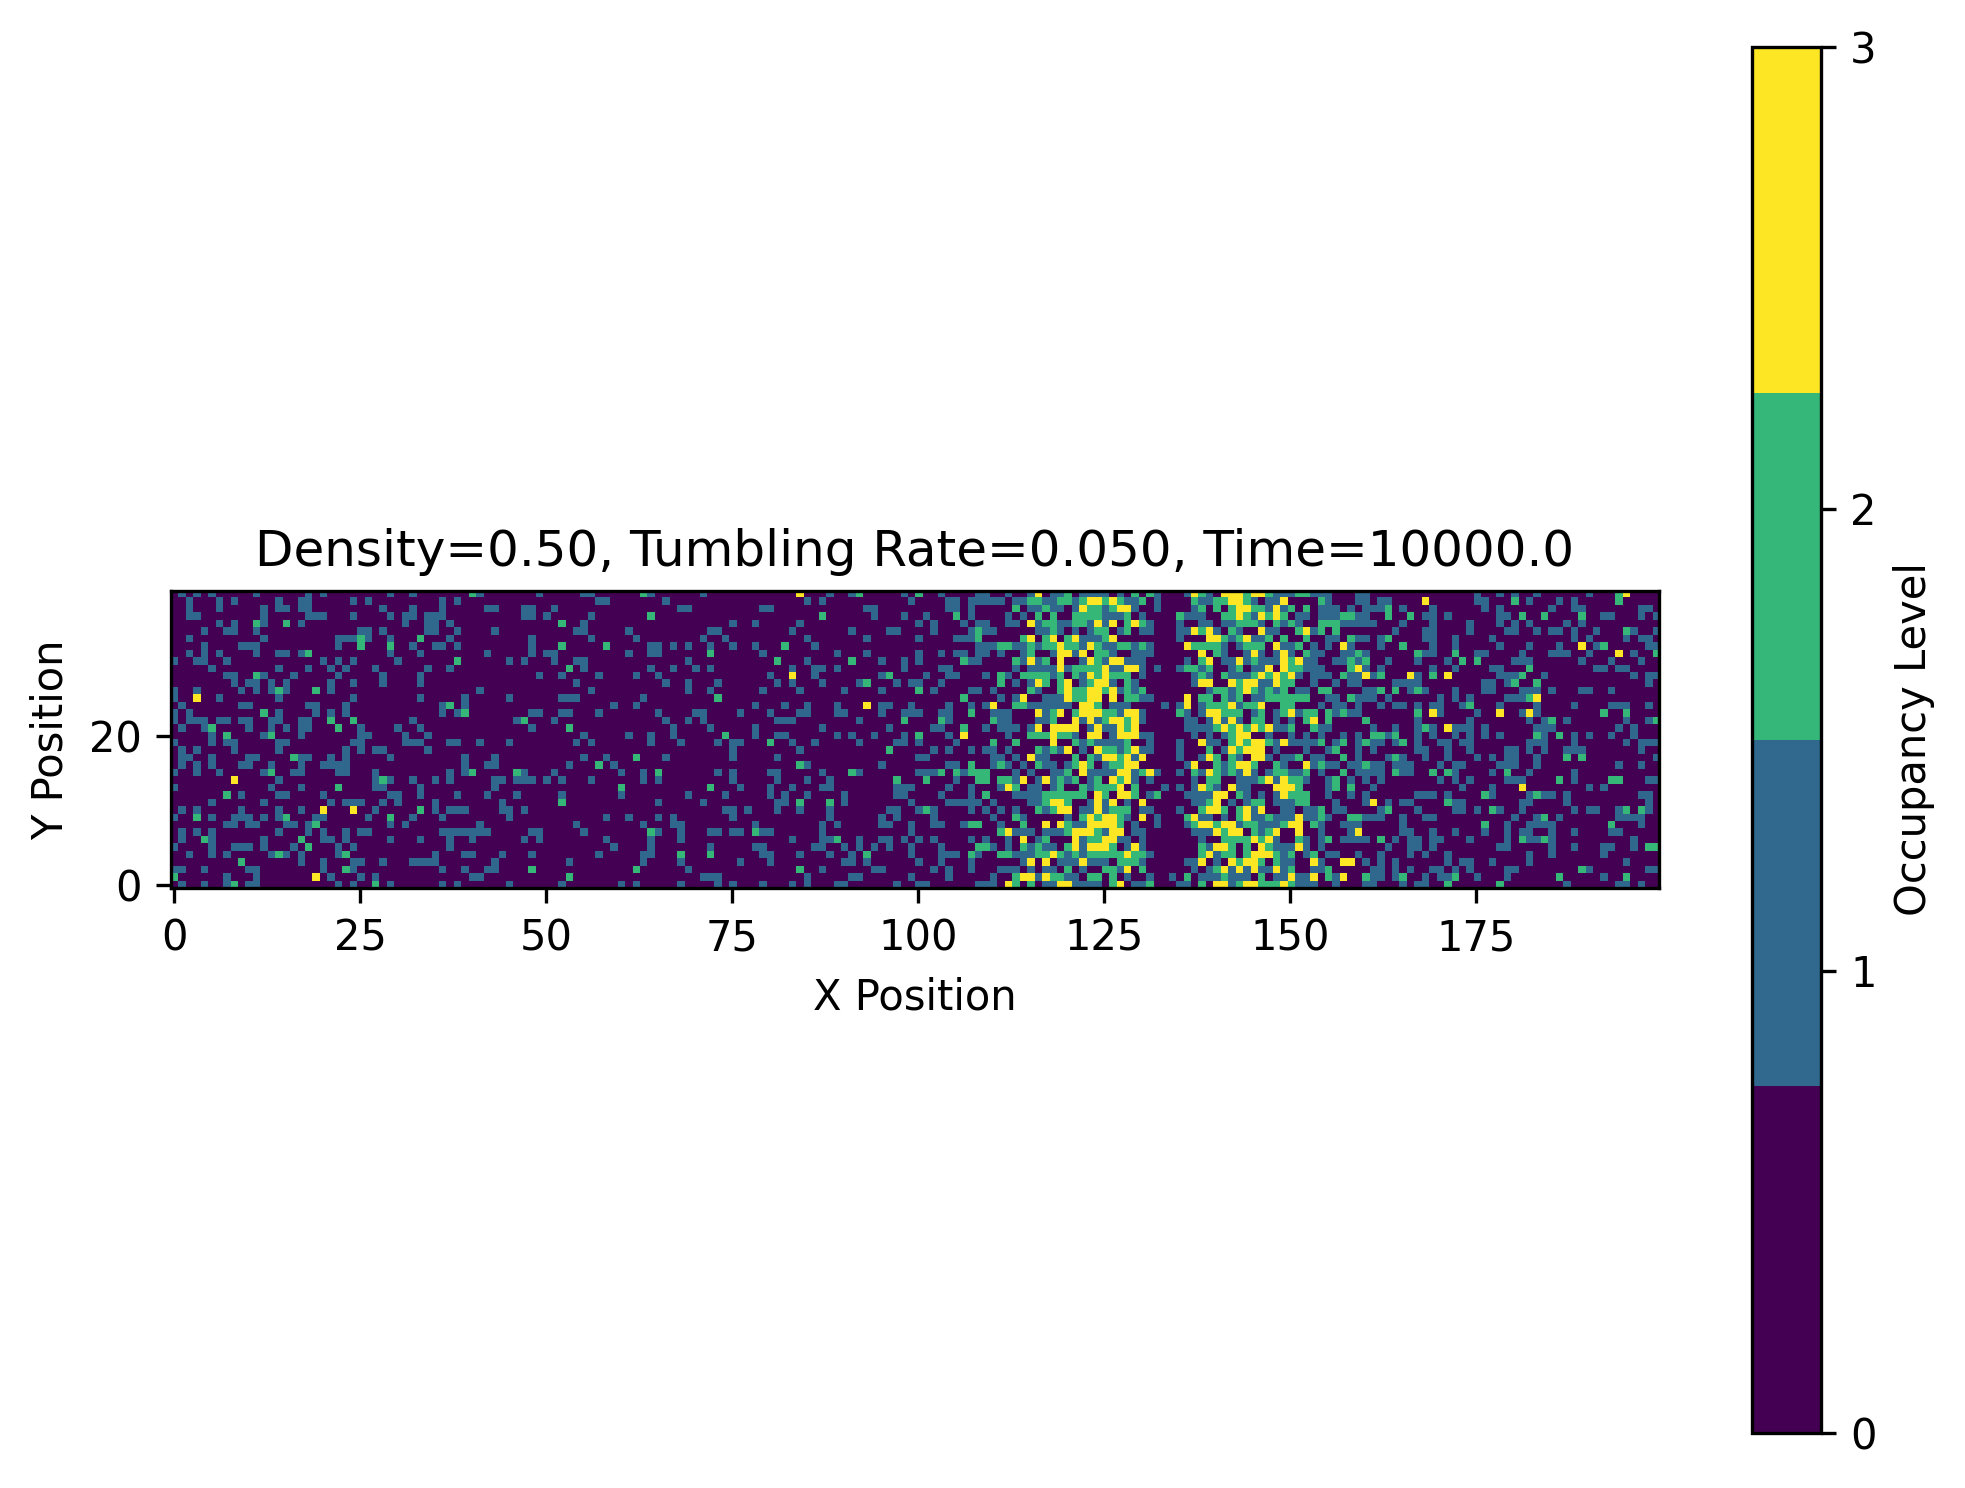 Density=0.50, Tumbling Rate=0.050, Time=10000.0
Y Position
20
0
0 25 50 75 100 125 150 175
X Position
3
2
1
0
Occupancy Level